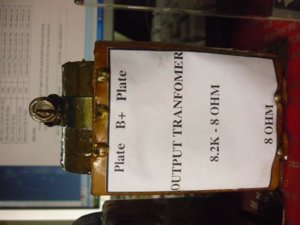 Plate B+ Plate
OUTPUT TRANFOMER
8.2K - 8 OHM
8 OHM